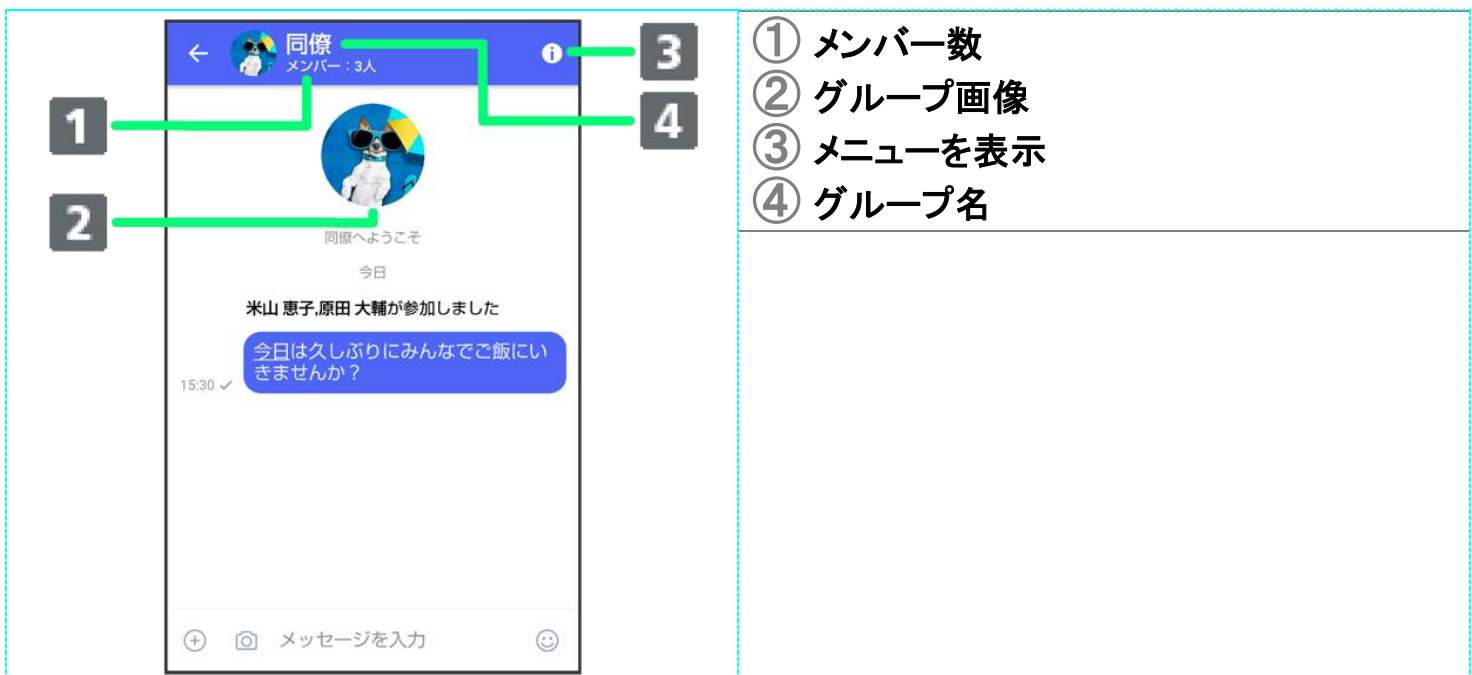 同僚
メンバー：3人
3
1
4
2
同僚へようこそ
今日
米山 恵子,原田 大輔が参加しました
今日は久しぶりにみんなでご飯にい
きませんか？
15:30
メッセージを入力
① メンバー数
② グループ画像
③ メニューを表示
④ グループ名